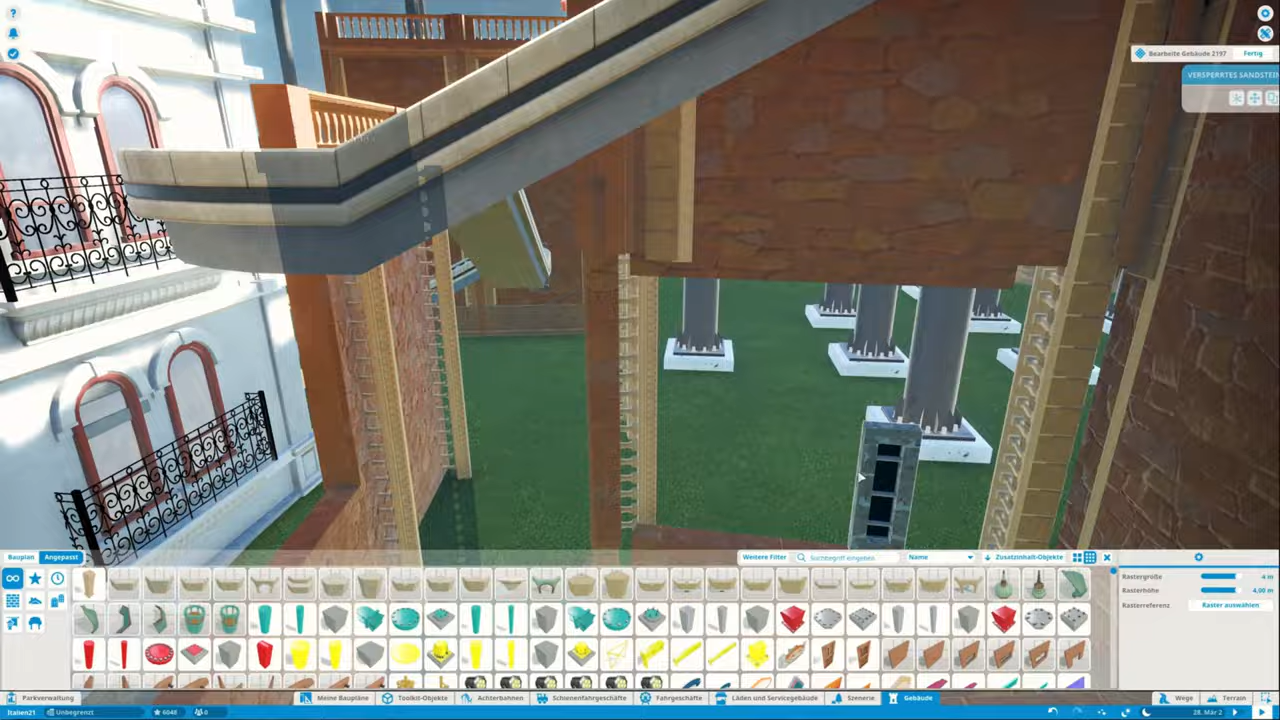 Bearbeite Gebäude 2197 Fertig
VERSPERRTES SANDSTEIN
Bauplan Angepasst Weitere Filter Suchbegriff eingeben Name Zusatzinhalt-Objekte
Rastergröße 4 m
Rasterhöhe 4,00 m
Rasterreferenz Raster auswählen
Parkverwaltung Meine Baupläne Toolkit-Objekte Achterbahnen Schienenfahrgeschäfte Fahrgeschäfte Läden und Servicegebäude Szenerie Gebäude Wege Terrain
Italien21 Unbegrenzt 6048 0 28. Mär 2